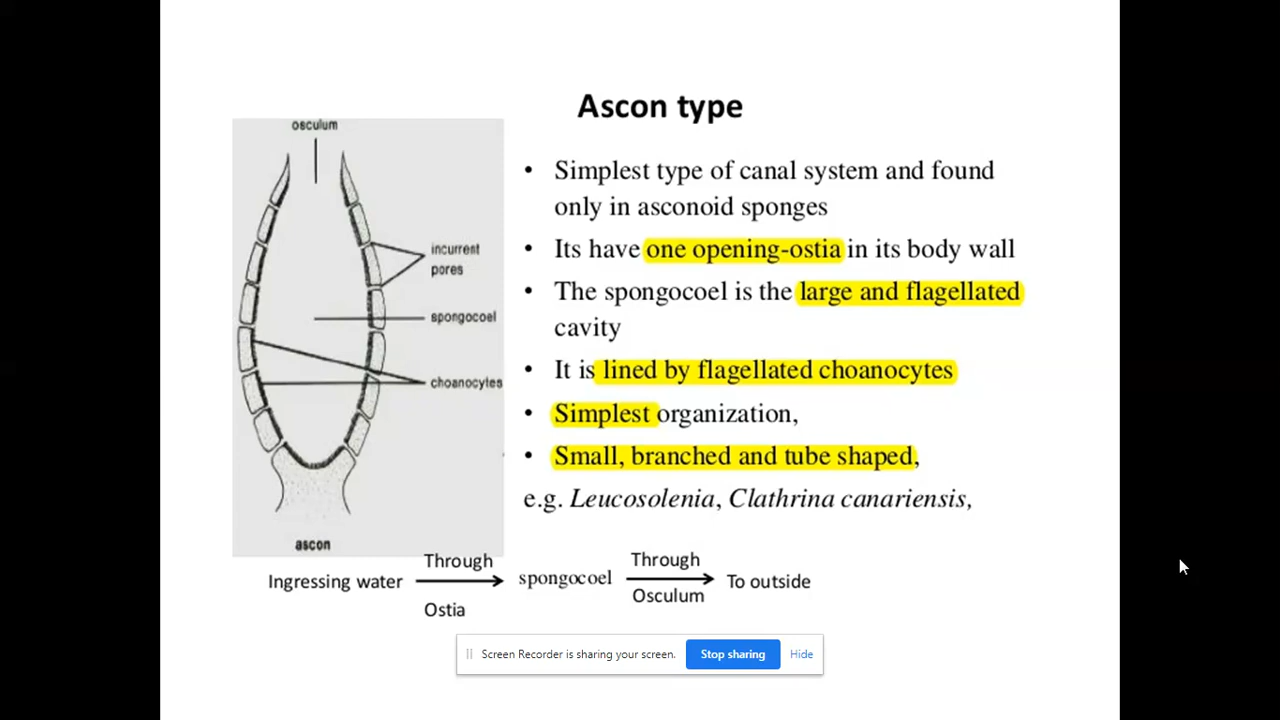 Ascon type
osculum
incurrent
pores
spongocoel
choanocytes
ascon
• Simplest type of canal system and found
only in asconoid sponges
• Its have one opening-ostia in its body wall
• The spongocoel is the large and flagellated
cavity
• It is lined by flagellated choanocytes
• Simplest organization,
• Small, branched and tube shaped,
e.g. Leucosolenia, Clathrina canariensis,
Ingressing water
Through
Ostia
spongocoel
Through
Osculum
To outside
Screen Recorder is sharing your screen.
Stop sharing
Hide